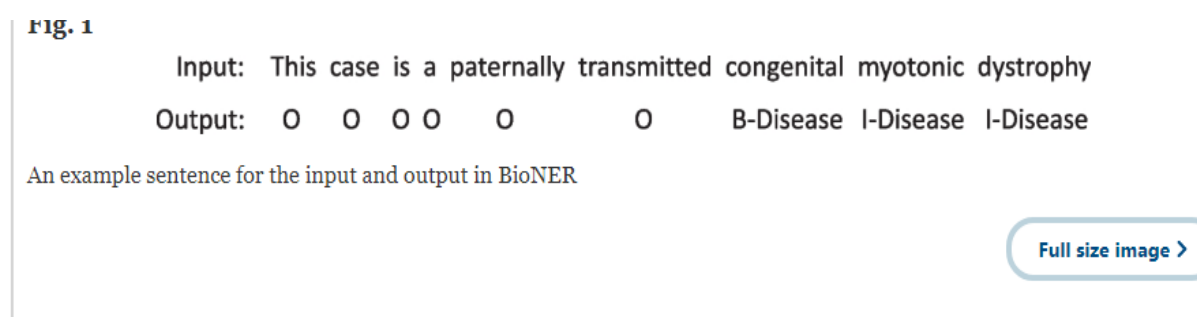 Fig. 1
Input: This case is a paternally transmitted congenital myotonic dystrophy
Output: O O O O O O B-Disease I-Disease I-Disease
An example sentence for the input and output in BioNER
Full size image >